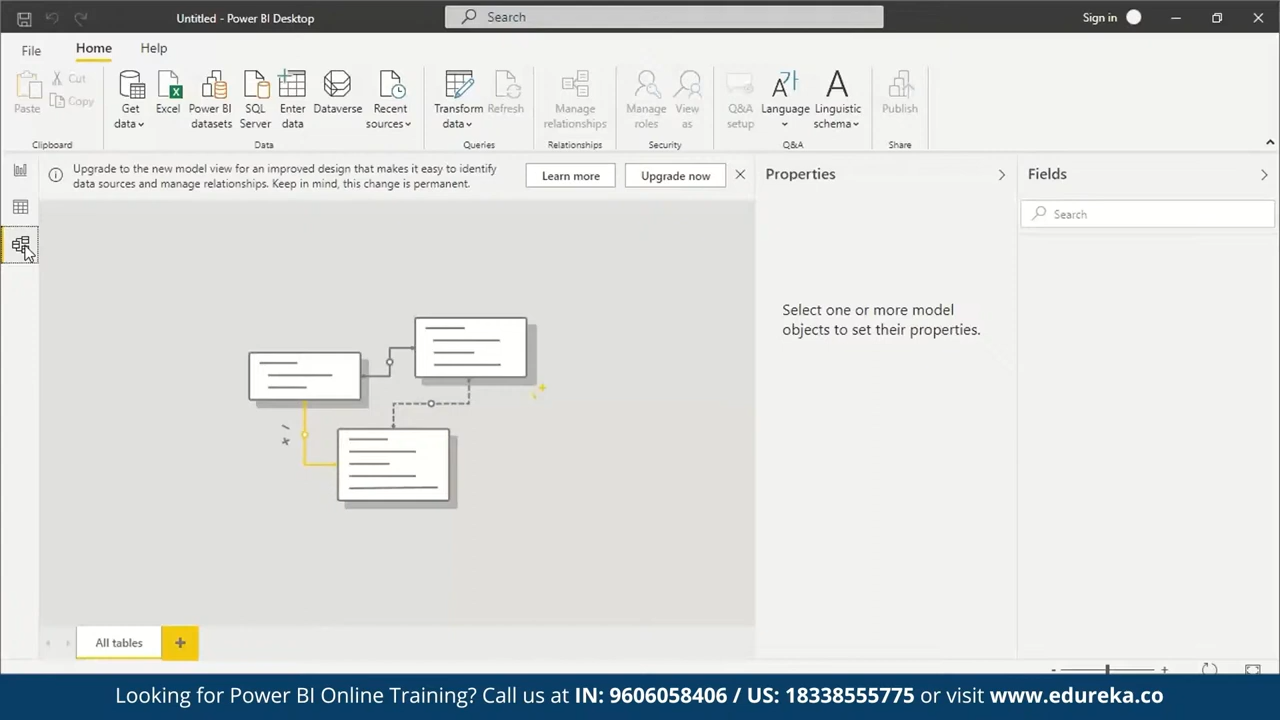 Untitled - Power BI Desktop
Search
Sign in
File
Home
Help
Paste
Cut
Copy
Clipboard
Get data
Excel
Power BI datasets
SQL Server
Enter data
Dataverse
Recent sources
Data
Transform data
Refresh
Queries
Manage relationships
Relationships
Manage roles
View as
Security
Q&A setup
Language
Linguistic schema
Q&A
Publish
Share
Upgrade to the new model view for an improved design that makes it easy to identify
data sources and manage relationships. Keep in mind, this change is permanent.
Learn more
Upgrade now
Properties
Fields
Search
Select one or more model
objects to set their properties.
All tables
Looking for Power BI Online Training? Call us at IN: 9606058406 / US: 18338555775 or visit www.edureka.co